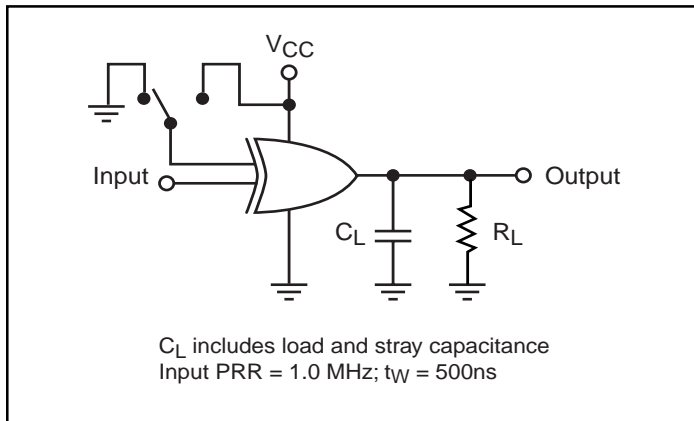 VCC
Input
Output
CL
RL
CL includes load and stray capacitance
Input PRR = 1.0 MHz; tW = 500ns